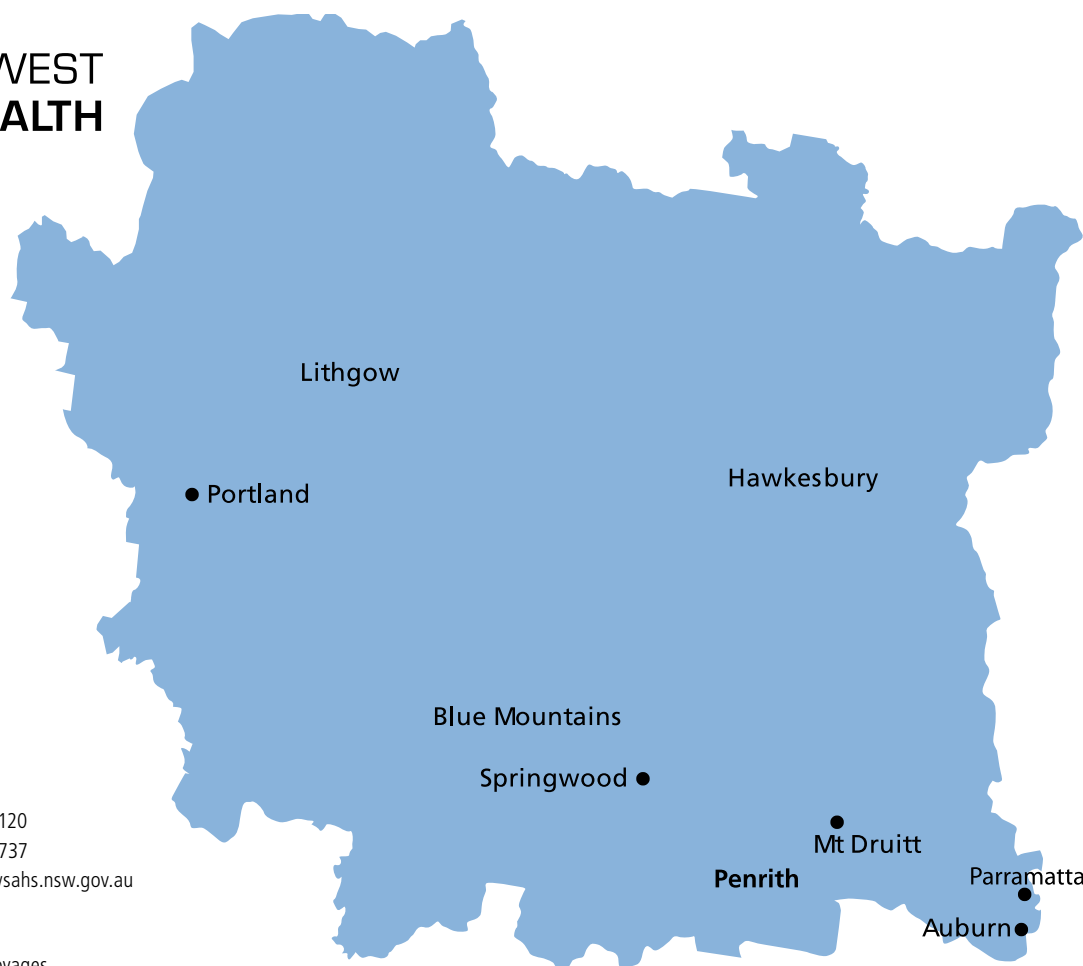 WEST
ALTH
Lithgow
Hawkesbury
Portland
Blue Mountains
Springwood
120
Mt Druitt
737
Penrith
Parramatta
sahs.nsw.gov.au
Auburn